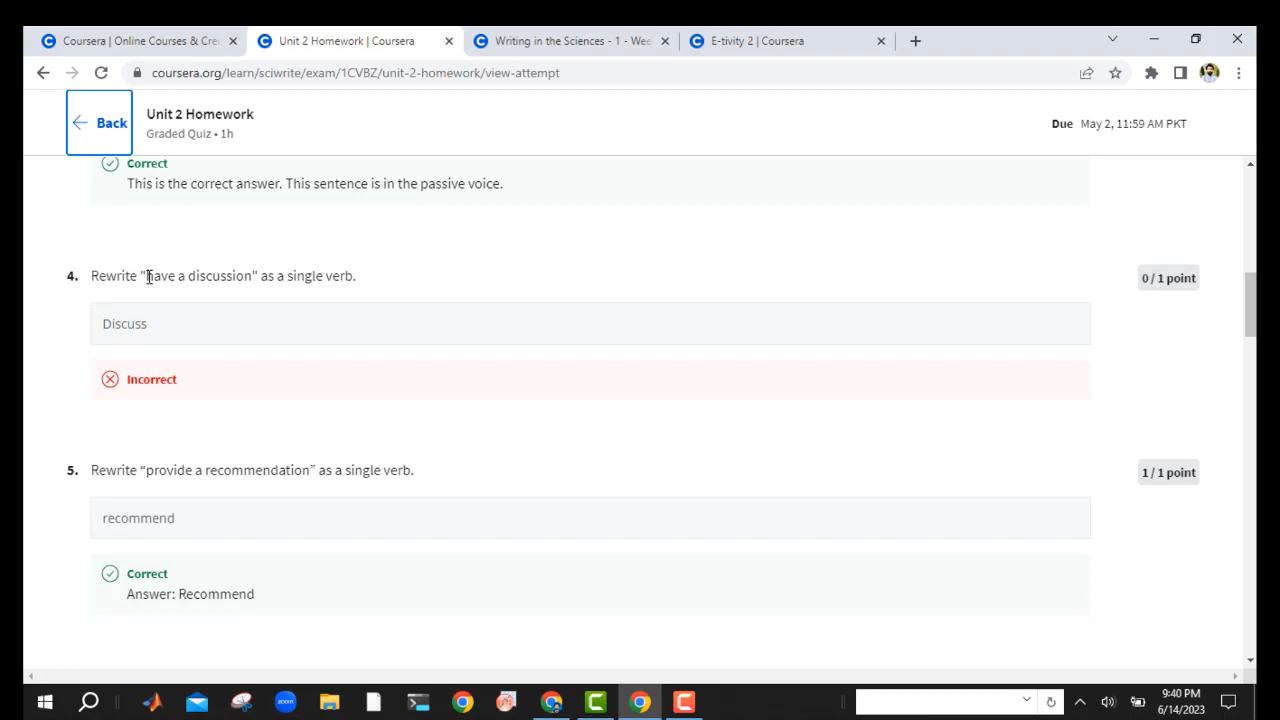 Coursera | Online Courses & Cre
Unit 2 Homework | Coursera
Writing in the Sciences - 1 - Wee
E-tivity 2 | Coursera
coursera.org/learn/sciwrite/exam/1CVBZ/unit-2-homework/view-attempt
Back
Unit 2 Homework
Graded Quiz • 1h
Due May 2, 11:59 AM PKT
Correct
This is the correct answer. This sentence is in the passive voice.
4. Rewrite "have a discussion" as a single verb.
0 / 1 point
Discuss
Incorrect
5. Rewrite “provide a recommendation” as a single verb.
1 / 1 point
recommend
Correct
Answer: Recommend
zoom
9:40 PM
6/14/2023